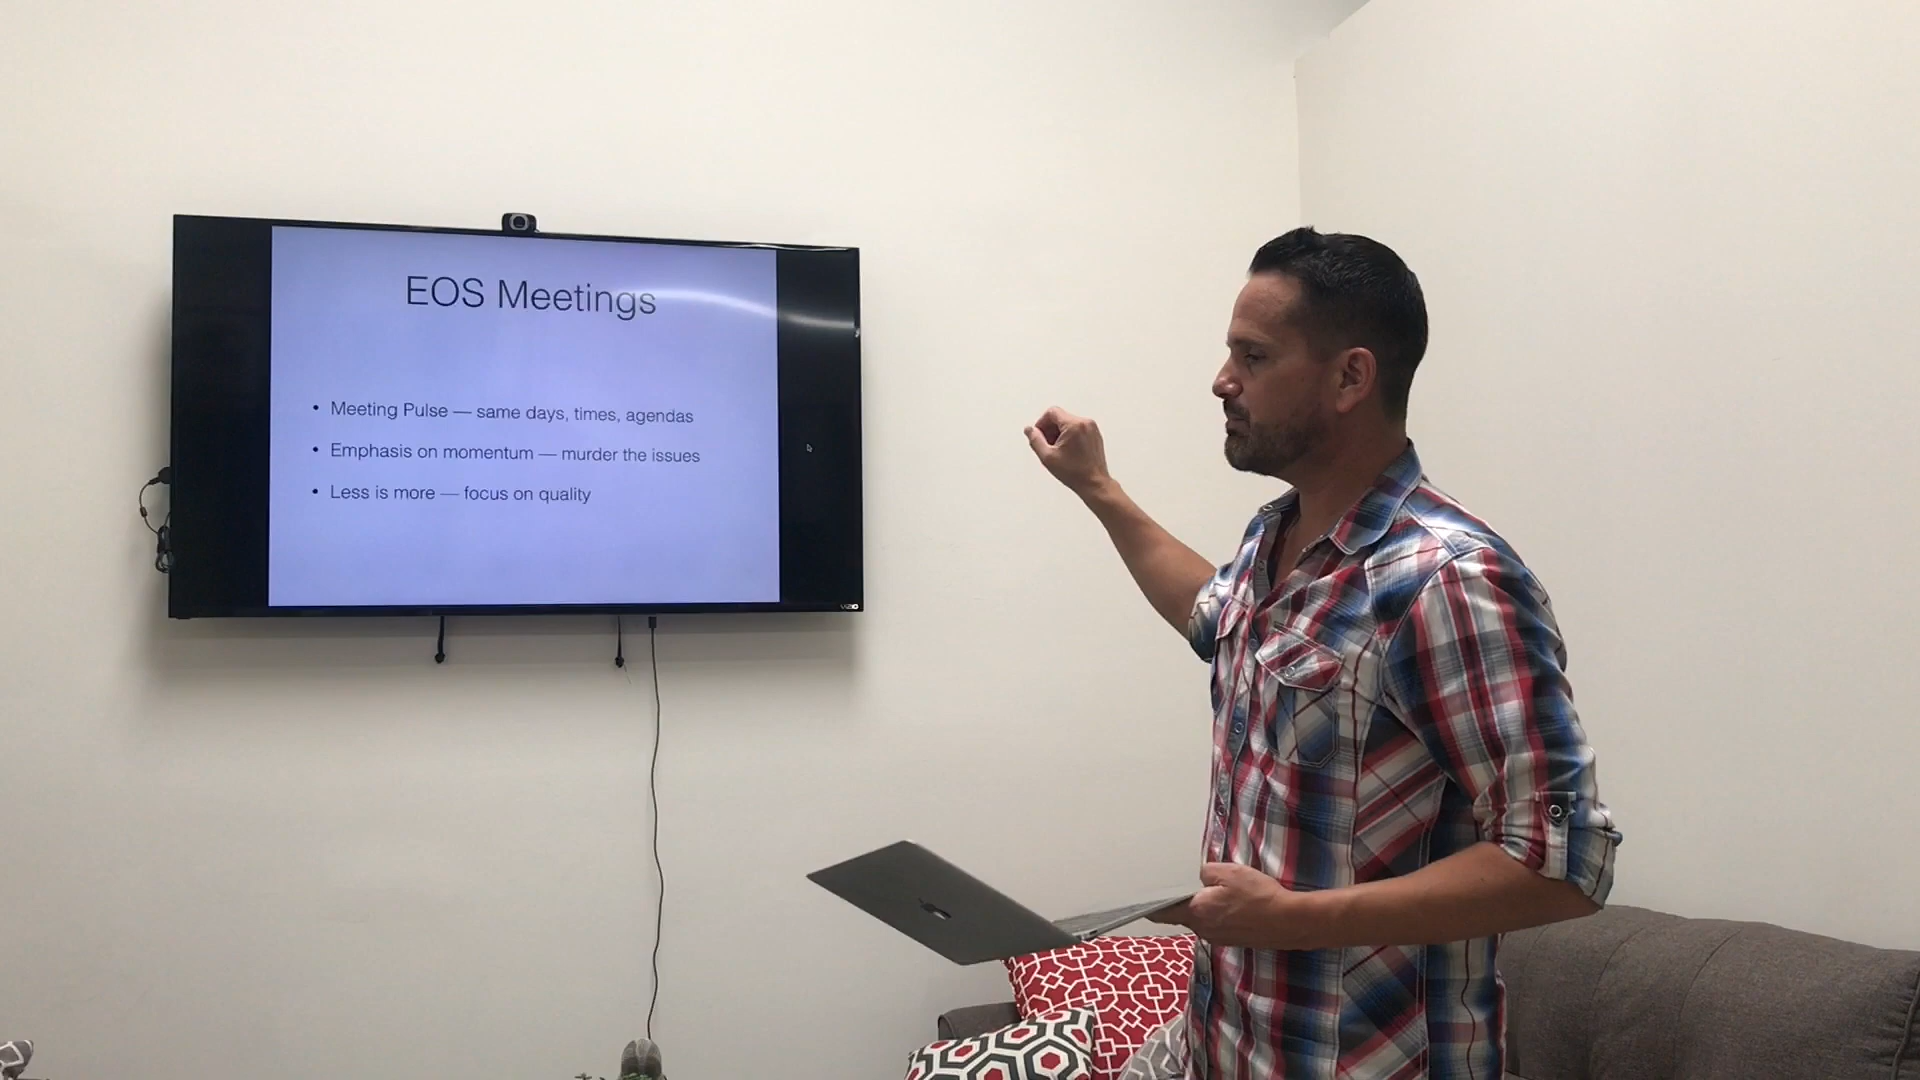 EOS Meetings
• Meeting Pulse — same days, times, agendas
• Emphasis on momentum — murder the issues
• Less is more — focus on quality
VIZIO